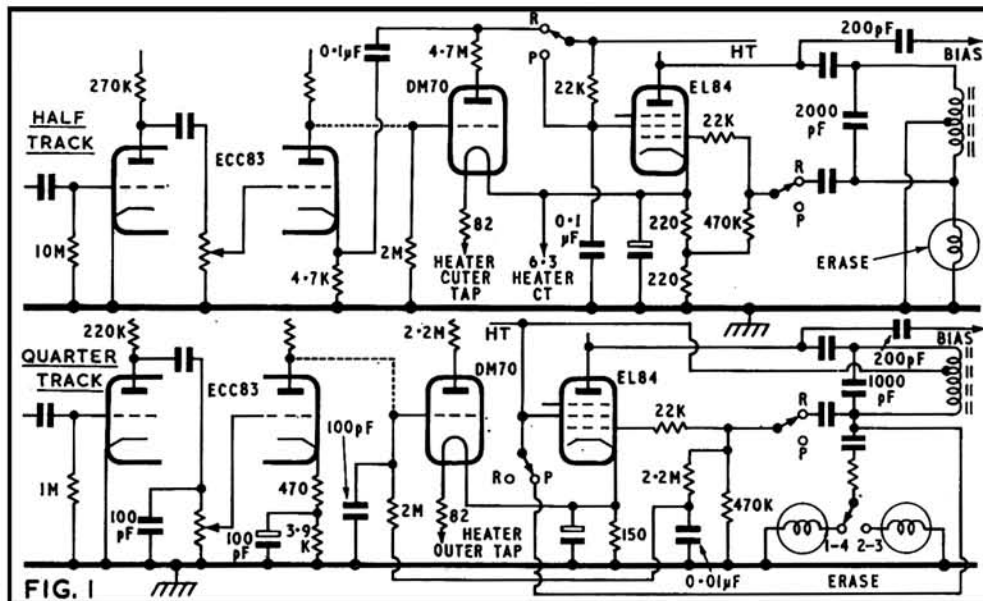 200pF
BIAS
0·1μF
4·7M
R
P
HT
270K
DM70
22K
EL84
2000
pF
HALF
TRACK
ECC83
22K
R
P
10M
4·7K
2M
82
HEATER
CUTER
TAP
6·3
HEATER
CT
0·1
μF
220
220
470K
ERASE
220K
2·2M
HT
200pF
QUARTER
TRACK
ECC83
DM70
EL84
1000
pF
100pF
22K
R
P
1M
470
R
P
2·2M
100
pF
100
pF
3·9
K
2M
82
HEATER
OUTER TAP
150
470K
1-4
2-3
0·01μF
ERASE
FIG. 1